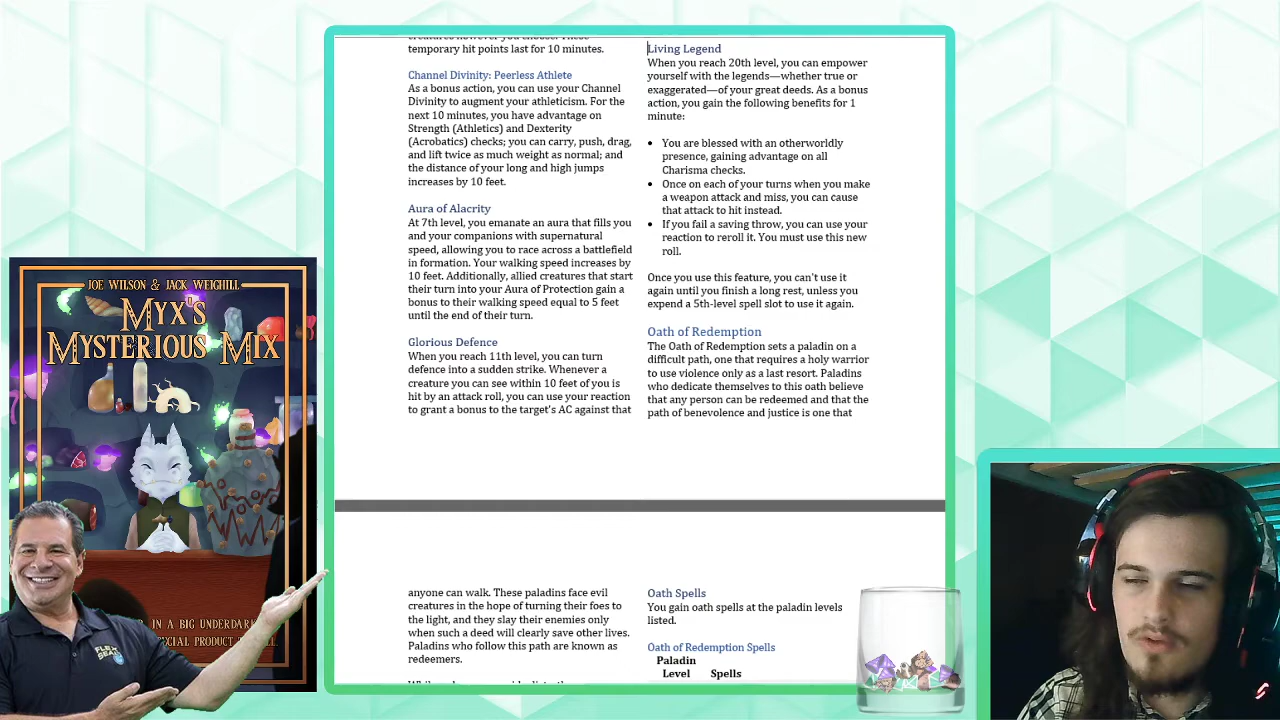 creatures however you choose. These
temporary hit points last for 10 minutes.
Channel Divinity: Peerless Athlete
As a bonus action, you can use your Channel
Divinity to augment your athleticism. For the
next 10 minutes, you have advantage on
Strength (Athletics) and Dexterity
(Acrobatics) checks; you can carry, push, drag,
and lift twice as much weight as normal; and
the distance of your long and high jumps
increases by 10 feet.
Aura of Alacrity
At 7th level, you emanate an aura that fills you
and your companions with supernatural
speed, allowing you to race across a battlefield
in formation. Your walking speed increases by
10 feet. Additionally, allied creatures that start
their turn into your Aura of Protection gain a
bonus to their walking speed equal to 5 feet
until the end of their turn.
Glorious Defence
When you reach 11th level, you can turn
defence into a sudden strike. Whenever a
creature you can see within 10 feet of you is
hit by an attack roll, you can use your reaction
to grant a bonus to the target's AC against that
Living Legend
When you reach 20th level, you can empower
yourself with the legends—whether true or
exaggerated—of your great deeds. As a bonus
action, you gain the following benefits for 1
minute:
• You are blessed with an otherworldly
presence, gaining advantage on all
Charisma checks.
• Once on each of your turns when you make
a weapon attack and miss, you can cause
that attack to hit instead.
• If you fail a saving throw, you can use your
reaction to reroll it. You must use this new
roll.
Once you use this feature, you can't use it
again until you finish a long rest, unless you
expend a 5th-level spell slot to use it again.
Oath of Redemption
The Oath of Redemption sets a paladin on a
difficult path, one that requires a holy warrior
to use violence only as a last resort. Paladins
who dedicate themselves to this oath believe
that any person can be redeemed and that the
path of benevolence and justice is one that
anyone can walk. These paladins face evil
creatures in the hope of turning their foes to
the light, and they slay their enemies only
when such a deed will clearly save other lives.
Paladins who follow this path are known as
redeemers.
Oath Spells
You gain oath spells at the paladin levels
listed.
Oath of Redemption Spells
Paladin
Level Spells
JOE WILSON & JACK WEIGHILL
MYX'S
MYSTERIOUS MIX
IN A BIG UNDERDARK
PRODUCT
FLEX
SEAL